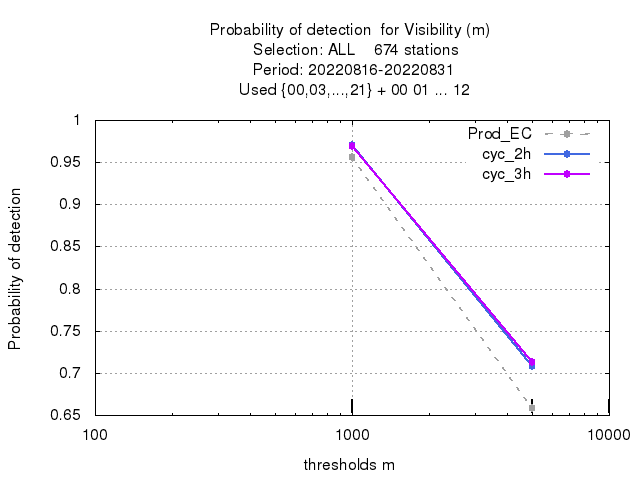 Probability of detection  for Visibility (m)
Selection: ALL    674 stations
Period: 20220816-20220831
Used {00,03,...,21} + 00 01 ... 12
Prod_EC
cyc_2h
cyc_3h
1
0.95
0.9
0.85
0.8
0.75
0.7
0.65
Probability of detection
100
1000
10000
thresholds m